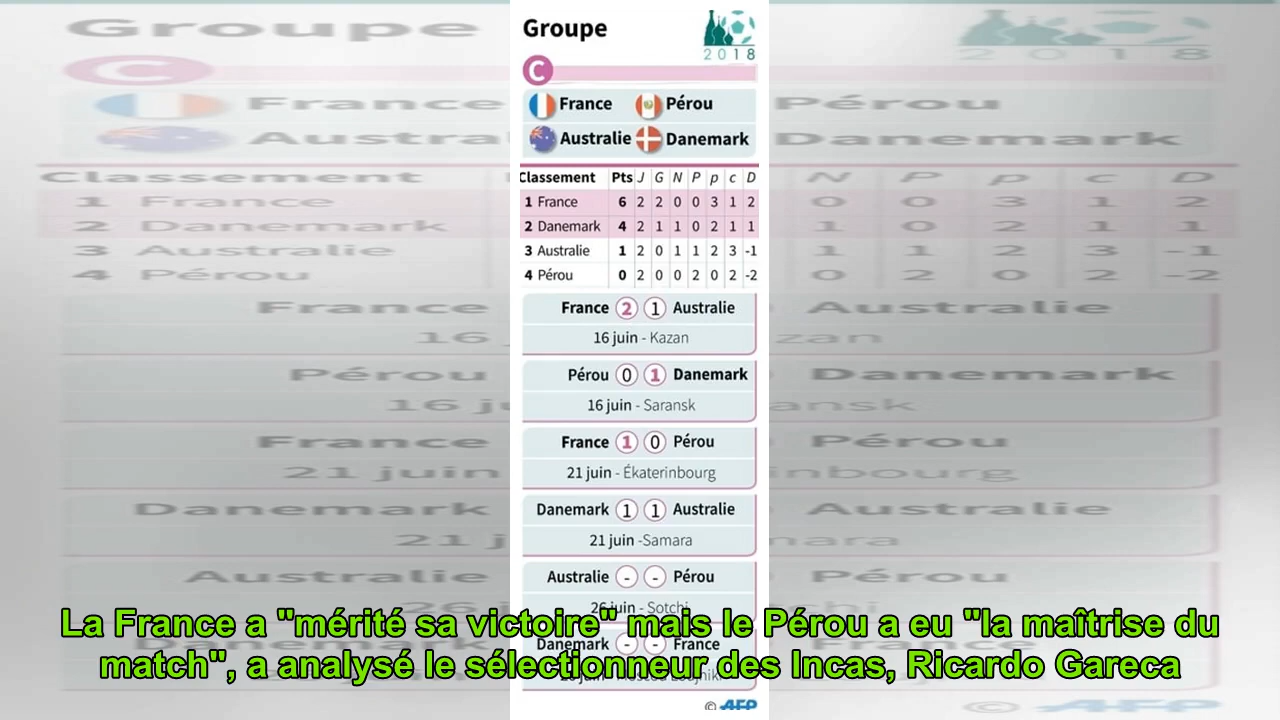 Groupe
2018
C
France Pérou
Australie Danemark
Classement Pts J G N P p c D
1 France 6 2 2 0 0 3 1 2
2 Danemark 4 2 1 1 0 2 1 1
3 Australie 1 2 0 1 1 2 3 -1
4 Pérou 0 2 0 0 2 0 2 -2
France 2 1 Australie
16 juin - Kazan
Pérou 0 1 Danemark
16 juin - Saransk
France 1 0 Pérou
21 juin - Ékaterinbourg
Danemark 1 1 Australie
21 juin -Samara
Australie - - Pérou
26 juin - Sotchi
La France a "mérité sa victoire" mais le Pérou a eu "la maîtrise du
Danemark - - France
match", a analysé le sélectionneur des Incas, Ricardo Gareca
© AFP